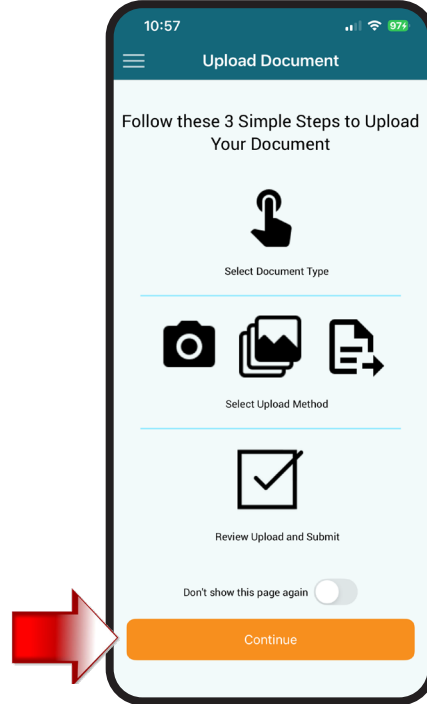 10:57
97
Upload Document
Follow these 3 Simple Steps to Upload
Your Document
Select Document Type
Select Upload Method
Review Upload and Submit
Don't show this page again
Continue